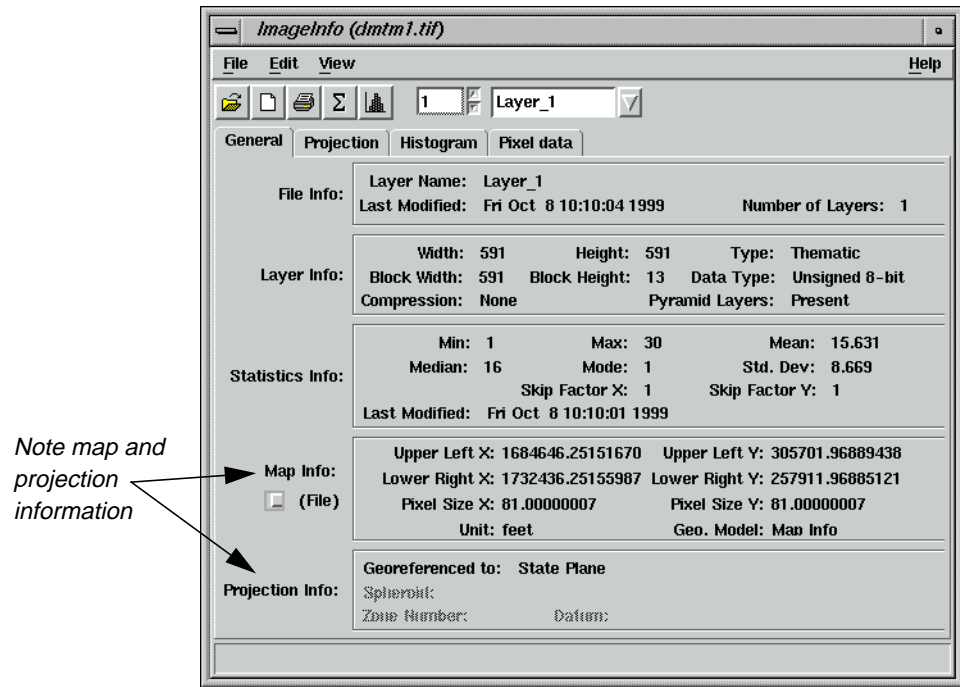 ImageInfo (dmtm1.tif)
File Edit View Help
1 Layer_1
General Projection Histogram Pixel data
File Info:
Layer Name: Layer_1
Last Modified: Fri Oct 8 10:10:04 1999 Number of Layers: 1
Layer Info:
Width: 591 Height: 591 Type: Thematic
Block Width: 591 Block Height: 13 Data Type: Unsigned 8-bit
Compression: None Pyramid Layers: Present
Statistics Info:
Min: 1 Max: 30 Mean: 15.631
Median: 16 Mode: 1 Std. Dev: 8.669
Skip Factor X: 1 Skip Factor Y: 1
Last Modified: Fri Oct 8 10:10:01 1999
Note map and
projection
information
Map Info:
(File)
Upper Left X: 1684646.25151670 Upper Left Y: 305701.96889438
Lower Right X: 1732436.25155987 Lower Right Y: 257911.96885121
Pixel Size X: 81.00000007 Pixel Size Y: 81.00000007
Unit: feet Geo. Model: Map Info
Projection Info:
Georeferenced to: State Plane
Spheroid:
Zone Number: Datum: